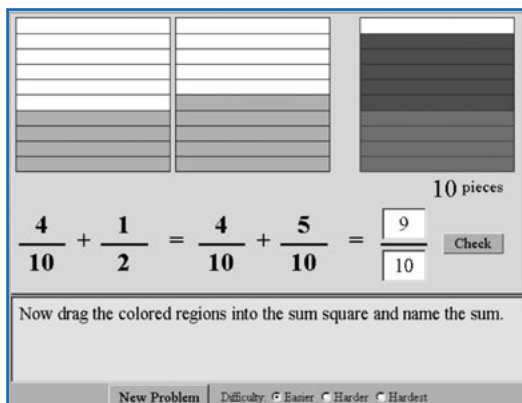 10 pieces
4/10 + 1/2 = 4/10 + 5/10 = 9/10 Check
Now drag the colored regions into the sum square and name the sum.
New Problem Difficulty: Easier Harder Hardest